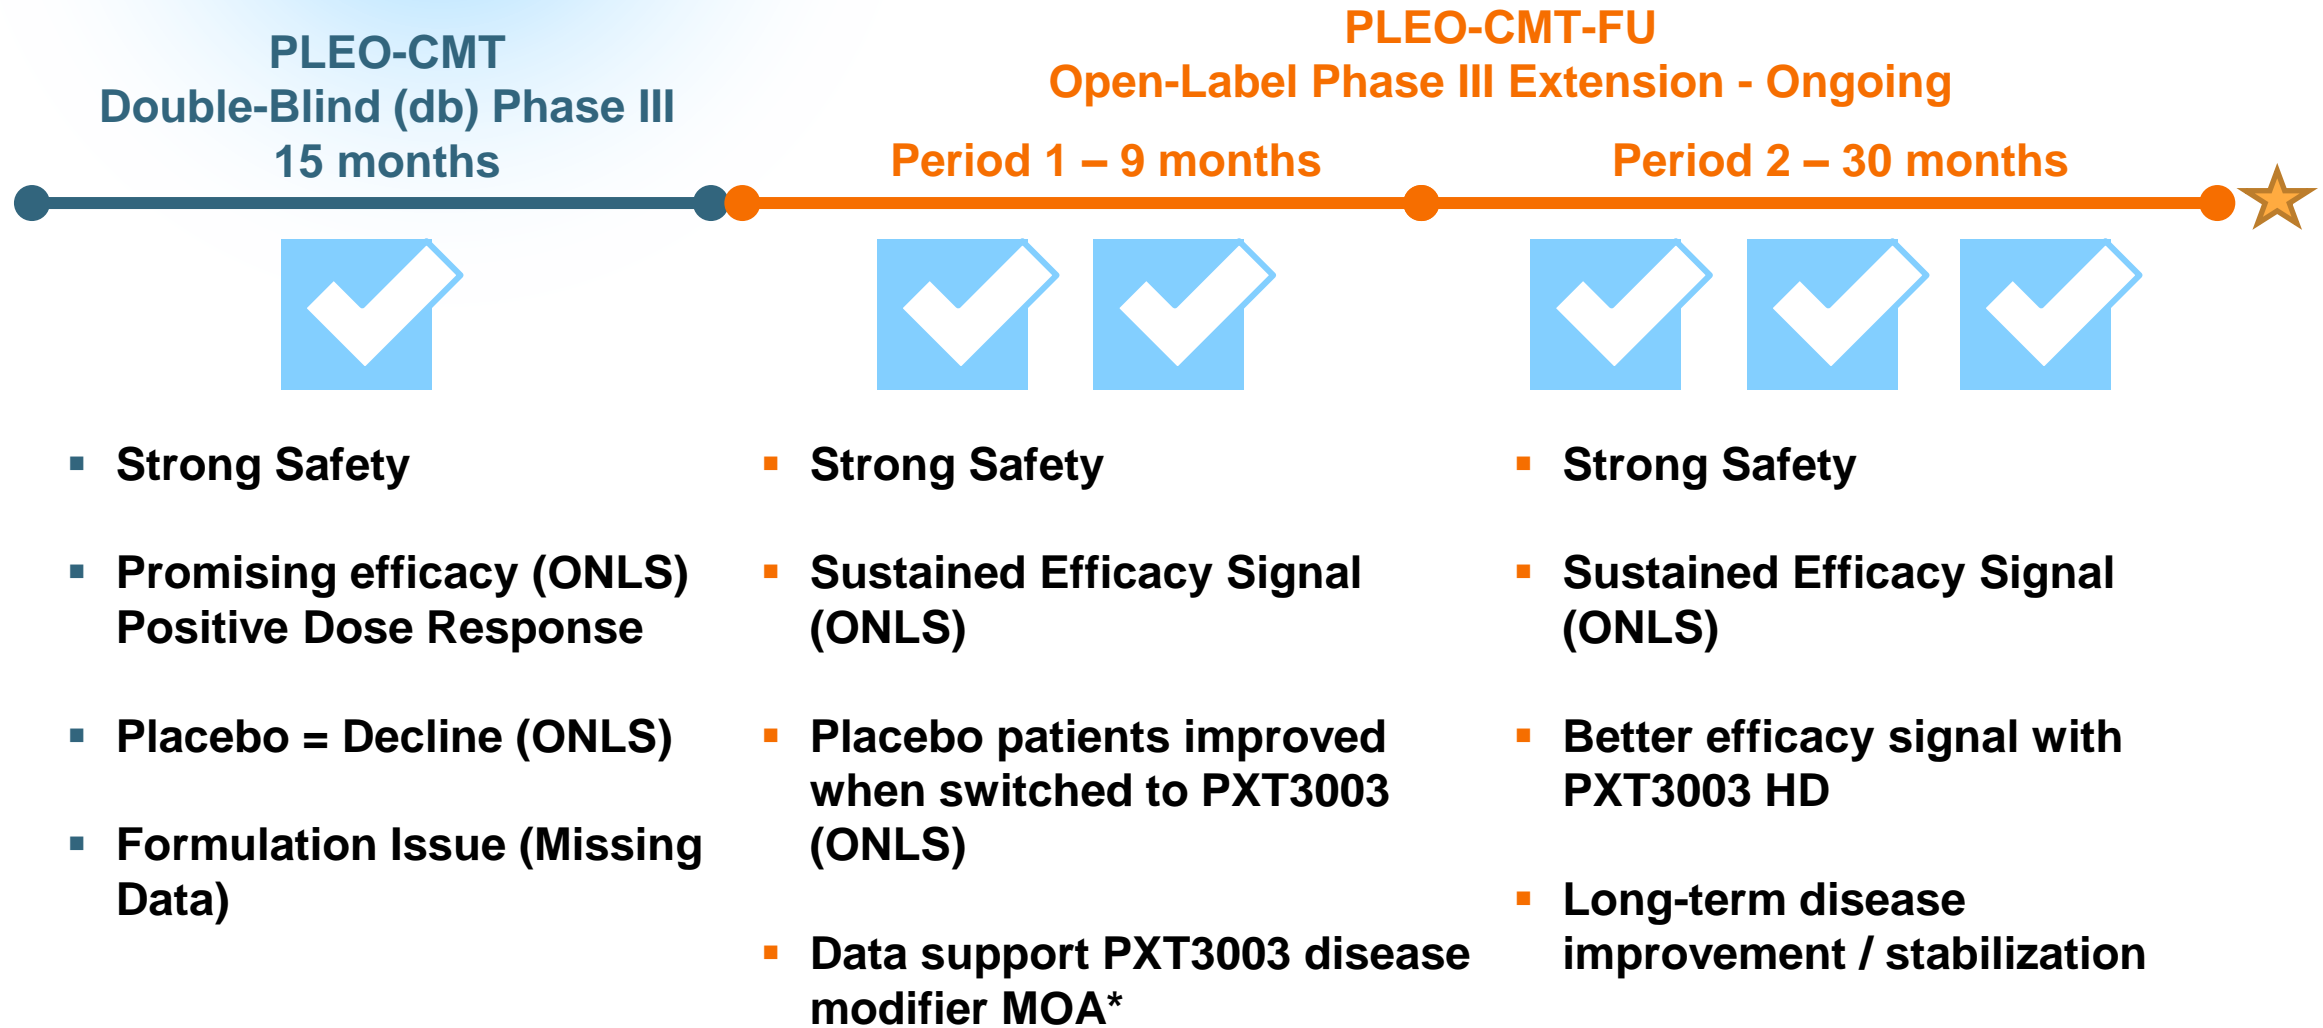 PLEO-CMT
Double-Blind (db) Phase III
15 months
PLEO-CMT-FU
Open-Label Phase III Extension - Ongoing
Period 1 – 9 months
Period 2 – 30 months
▪ Strong Safety
▪ Promising efficacy (ONLS)
Positive Dose Response
▪ Placebo = Decline (ONLS)
▪ Formulation Issue (Missing
Data)
▪ Strong Safety
▪ Sustained Efficacy Signal
(ONLS)
▪ Placebo patients improved
when switched to PXT3003
(ONLS)
▪ Data support PXT3003 disease
modifier MOA*
▪ Strong Safety
▪ Sustained Efficacy Signal
(ONLS)
▪ Better efficacy signal with
PXT3003 HD
▪ Long-term disease
improvement / stabilization